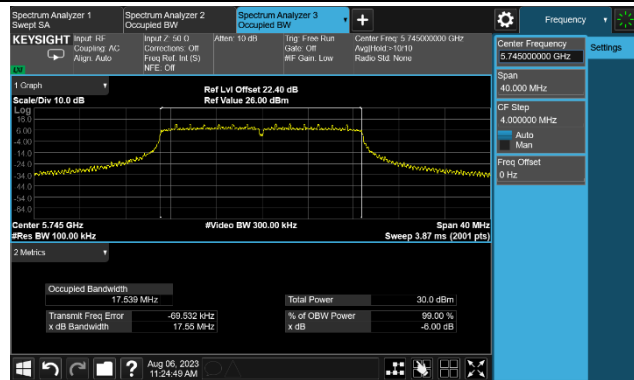 Spectrum Analyzer 1
Swept SA
Spectrum Analyzer 2
Occupied BW
Spectrum Analyzer 3
Occupied BW
Frequency
KEYSIGHT
Input: RF
Coupling: AC
Align: Auto
Input Z: 50 Ω
Corrections: Off
Freq Ref: Int (S)
NFE: Off
Atten: 10 dB
Trig: Free Run
Gate: Off
#IF Gain: Low
Center Freq: 5.745000000 GHz
Avg|Hold:>10/10
Radio Std: None
Center Frequency
5.745000000 GHz
Settings
Span
40.000 MHz
CF Step
4.000000 MHz
Auto
Man
Freq Offset
0 Hz
1 Graph
Scale/Div 10.0 dB
Ref Lvl Offset 22.40 dB
Ref Value 26.00 dBm
Log
16.0
6.00
-4.00
-14.0
-24.0
-34.0
-44.0
-54.0
-64.0
Center 5.745 GHz
#Res BW 100.00 kHz
#Video BW 300.00 kHz
Span 40 MHz
Sweep 3.87 ms (2001 pts)
2 Metrics
Occupied Bandwidth
17.539 MHz
Total Power 30.0 dBm
Transmit Freq Error -69.532 kHz
% of OBW Power 99.00 %
x dB Bandwidth 17.55 MHz
x dB -6.00 dB
?
Aug 06, 2023
11:24:49 AM